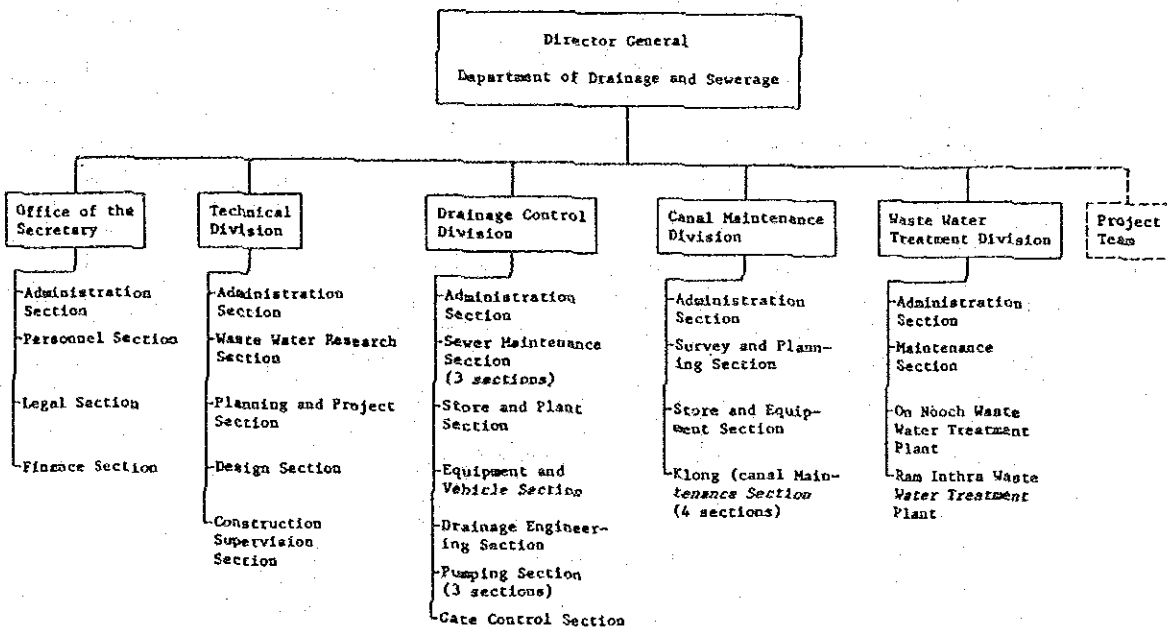 Director General
Department of Drainage and Sewerage
Office of the
Secretary
Administration
Section
Personnel Section
Legal Section
Finance Section
Technical
Division
Administration
Section
Waste Water Research
Section
Planning and Project
Section
Design Section
Construction
Supervision
Section
Drainage Control
Division
Administration
Section
Sewer Maintenance
Section
(3 sections)
Store and Plant
Section
Equipment and
Vehicle Section
Drainage Engineer-
ing Section
Pumping Section
(3 sections)
Gate Control Section
Canal Maintenance
Division
Administration
Section
Survey and Plann-
ing Section
Store and Equip-
ment Section
Klong (canal Main-
tenance Section
(4 sections)
Waste Water
Treatment Division
Administration
Section
Maintenance
Section
On Nooch Waste
Water Treatment
Plant
Ram Inthra Waste
Water Treatment
Plant
Project
Team